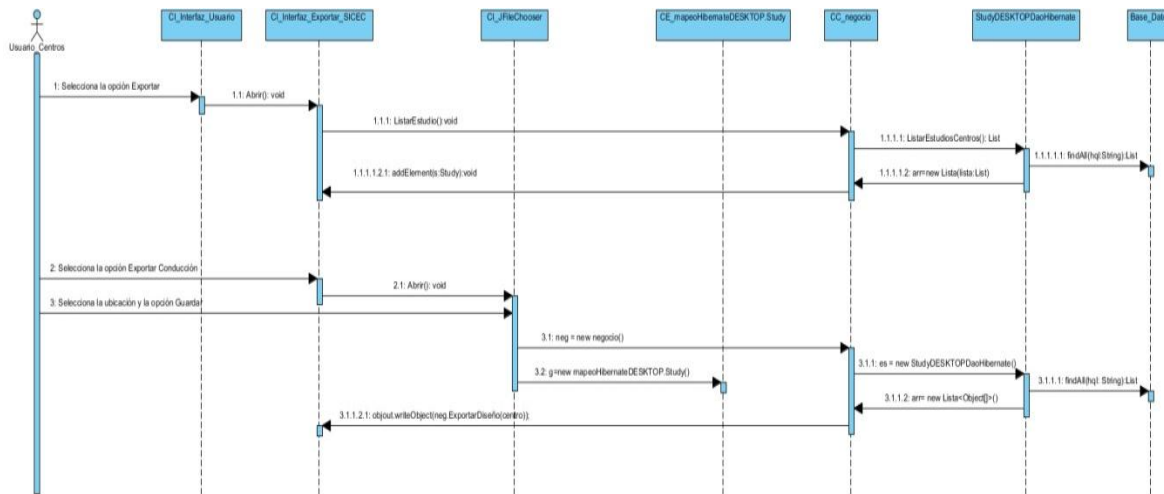 CI_Interfaz_Usuario
CI_Interfaz_Exportar_SICEC
CI_JFileChooser
CE_mapeoHibernateDESKTOP.Study
CC_negocio
StudyDESKTOPDaoHibernate
Base_Dato
Usuario_Centros
1: Selecciona la opción Exportar
1.1: Abrir(): void
1.1.1: ListarEstudio():void
1.1.1.1: ListarEstudiosCentros(): List
1.1.1.1.1: findAll(hql:String):List
1.1.1.1.2: arr=new Lista(lista:List)
1.1.1.1.2.1: addElement(s:Study):void
2: Selecciona la opción Exportar Conducción
2.1: Abrir(): void
3: Selecciona la ubicación y la opción Guarda
3.1: neg = new negocio()
3.1.1: es = new StudyDESKTOPDaoHibernate()
3.2: g=new mapeoHibernateDESKTOP.Study()
3.1.1.1: findAll(hql: String):List
3.1.1.2: arr= new Lista<Object[]>()
3.1.1.2.1: objout.writeObject(neg.ExportarDiseño(centro));